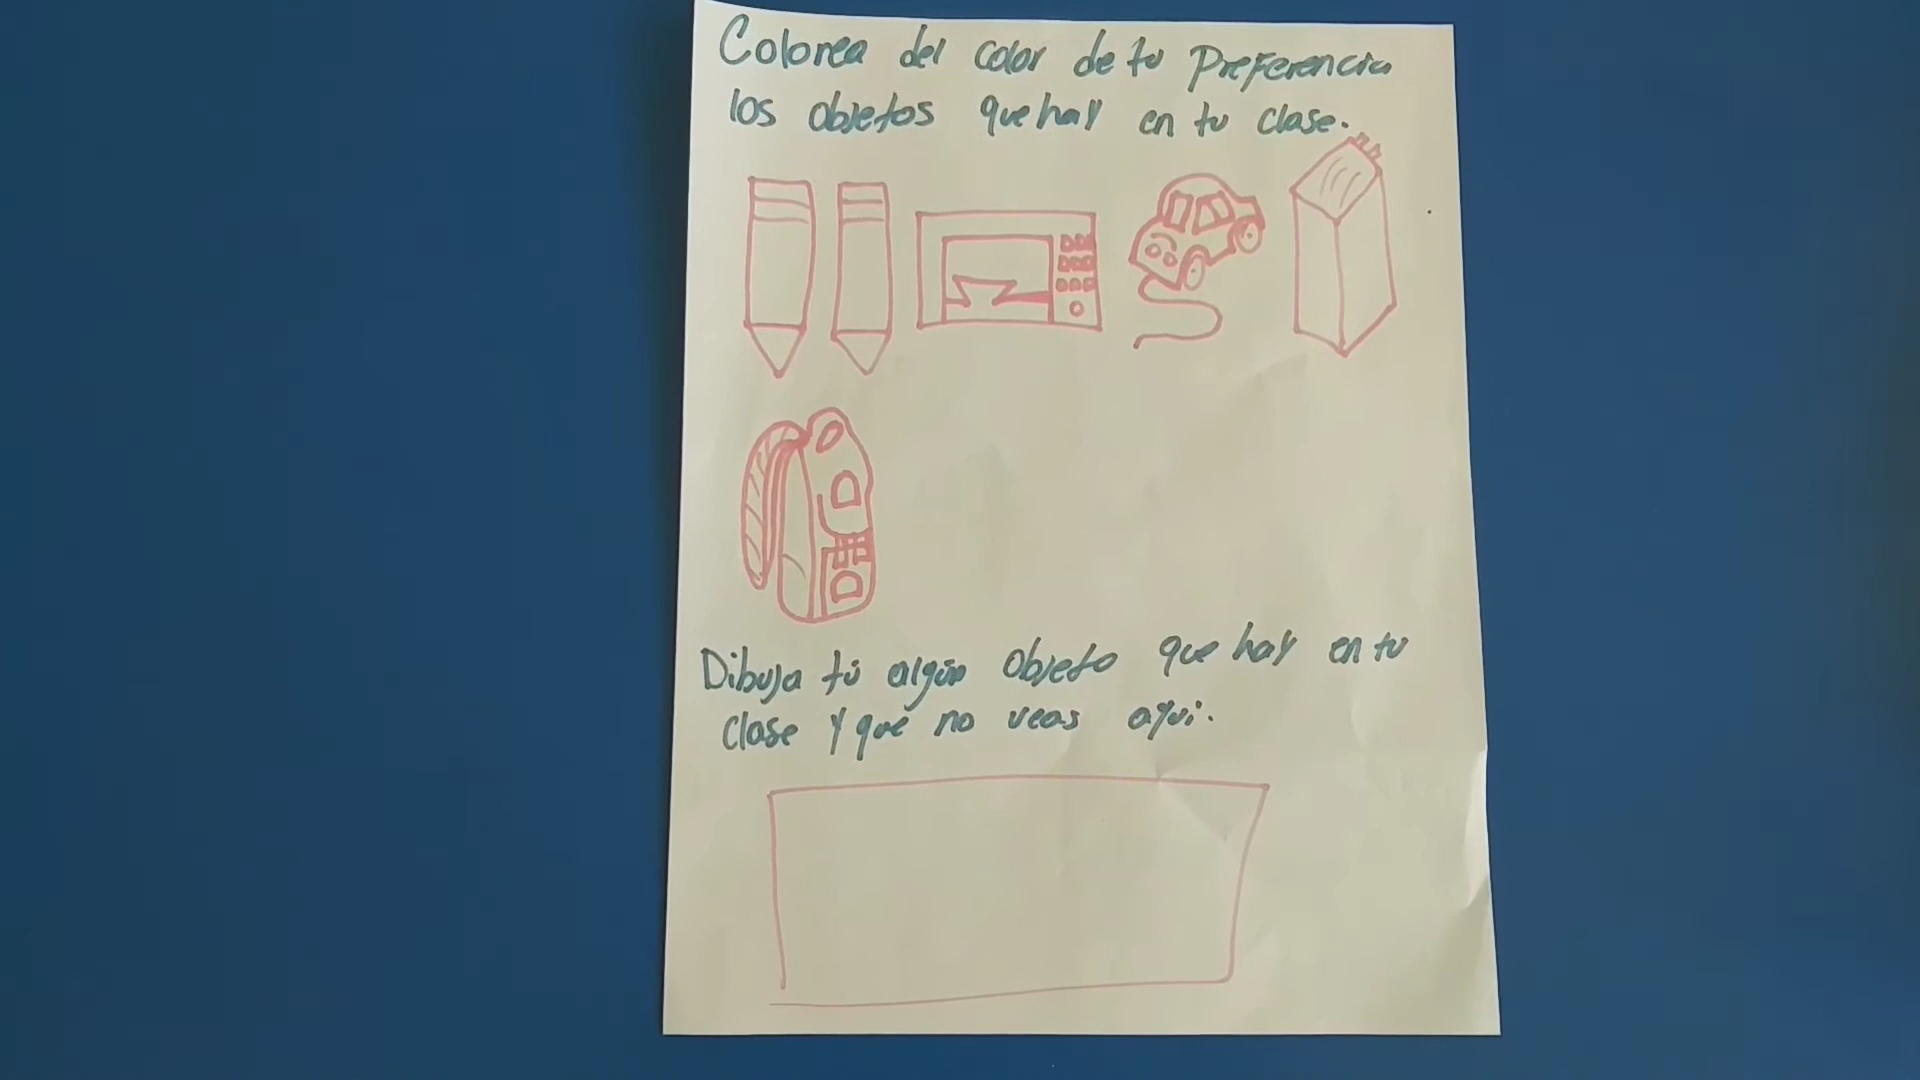 Colorea del color de tu Preferencia
los objetos que hay en tu clase.
Dibuja tú algún objeto que hay en tu
clase y que no veas aqui.